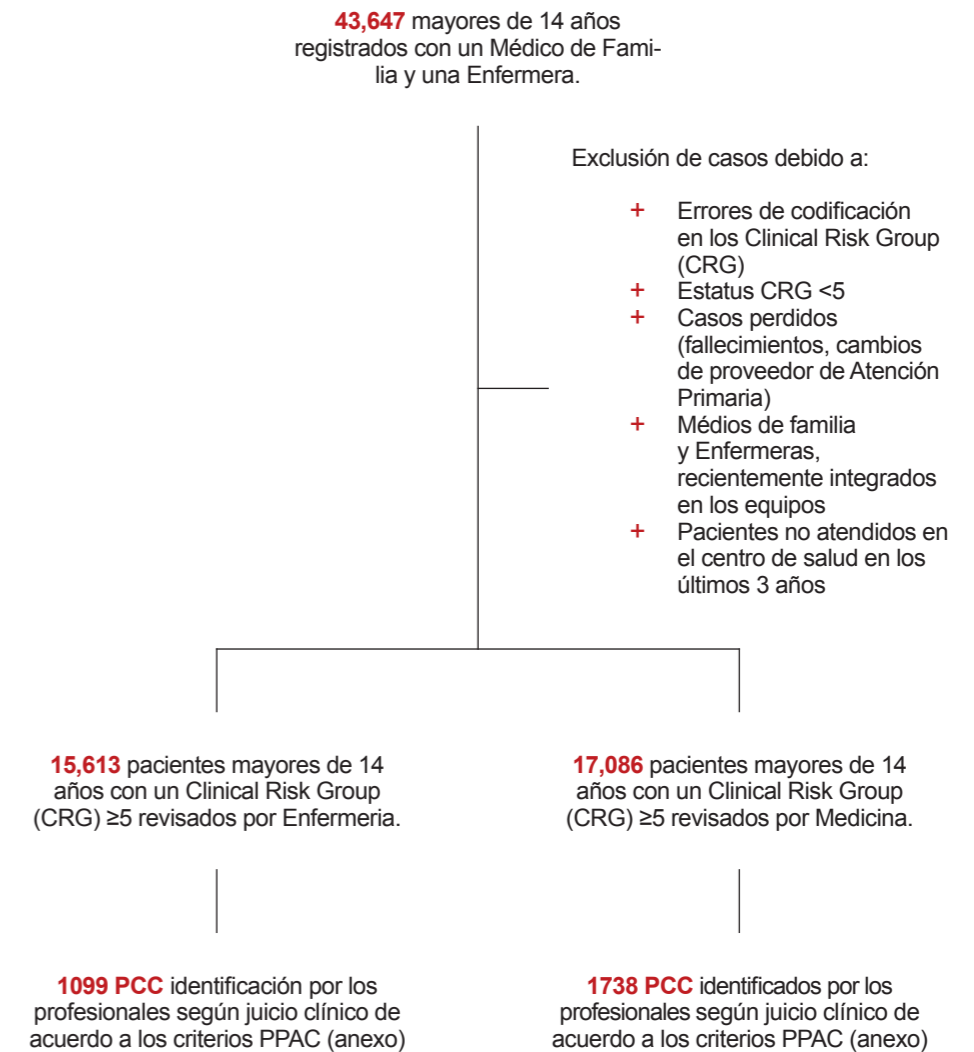 43,647 mayores de 14 años
registrados con un Médico de Fami-
lia y una Enfermera.
Exclusión de casos debido a:
+ Errores de codificación
en los Clinical Risk Group
(CRG)
+ Estatus CRG <5
+ Casos perdidos
(fallecimientos, cambios
de proveedor de Atención
Primaria)
+ Médios de familia
y Enfermeras,
recientemente integrados
en los equipos
+ Pacientes no atendidos en
el centro de salud en los
últimos 3 años
15,613 pacientes mayores de 14
años con un Clinical Risk Group
(CRG) ≥5 revisados por Enfermeria.
17,086 pacientes mayores de 14
años con un Clinical Risk Group
(CRG) ≥5 revisados por Medicina.
1099 PCC identificación por los
profesionales según juicio clínico de
acuerdo a los criterios PPAC (anexo)
1738 PCC identificados por los
profesionales según juicio clínico de
acuerdo a los criterios PPAC (anexo)